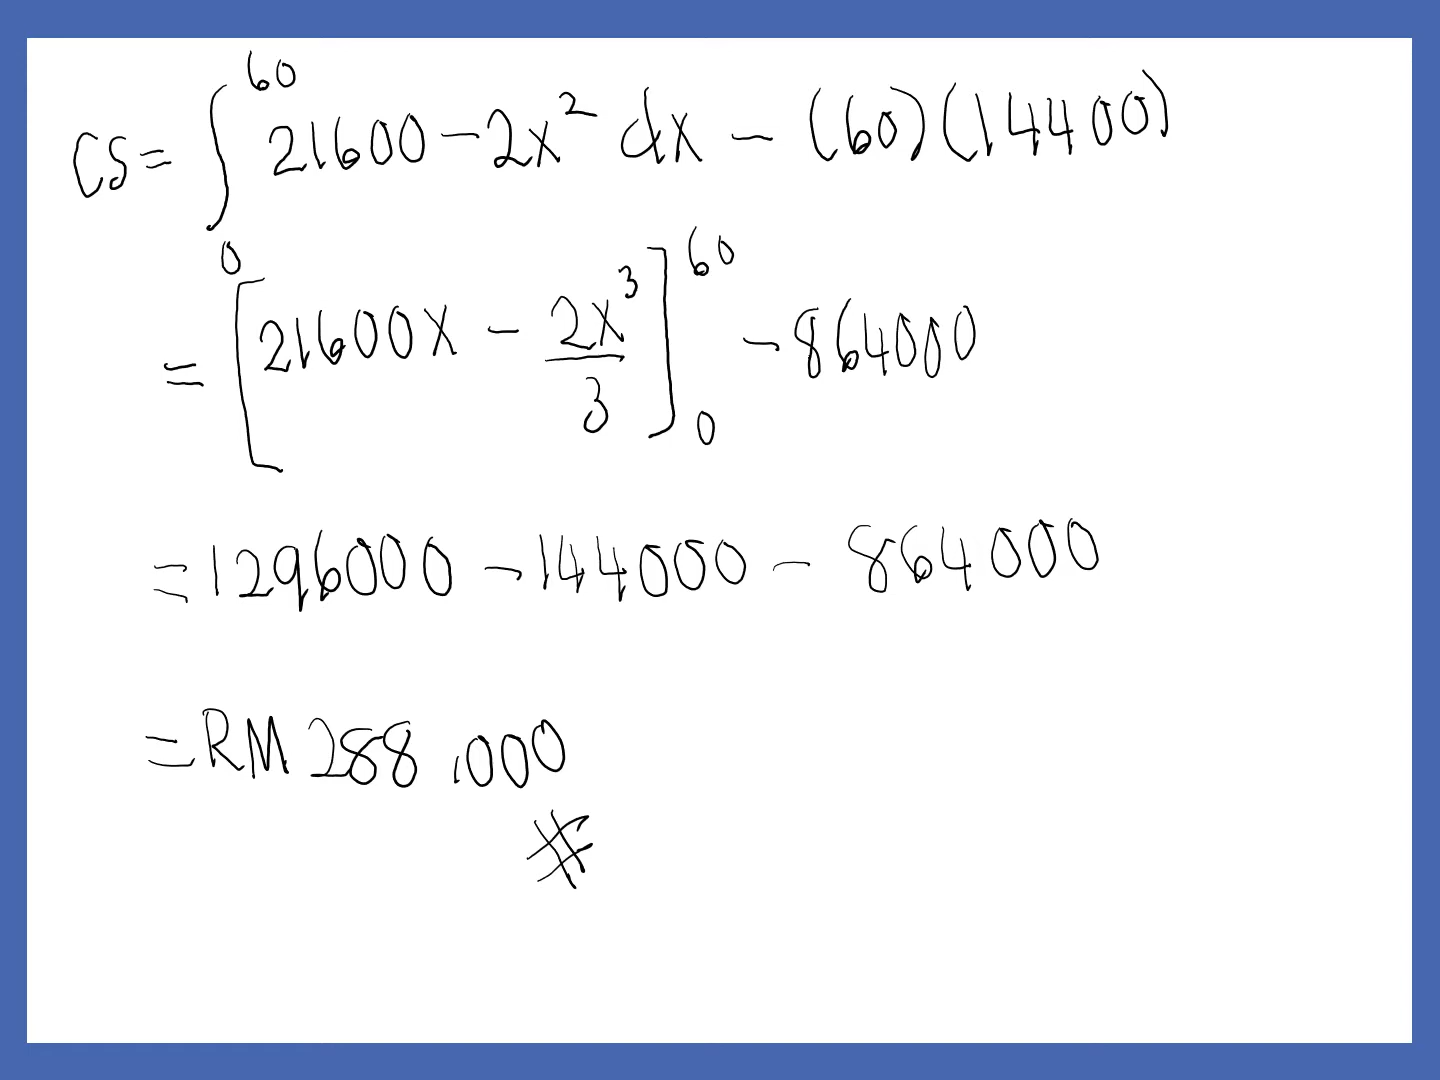 CS = ∫₀⁶⁰ 21600 - 2x² dx - (60)(14400)
= [21600x - 2x³/3]₀⁶⁰ - 864000
= 1296000 - 144000 - 864000
= RM 288,000
#